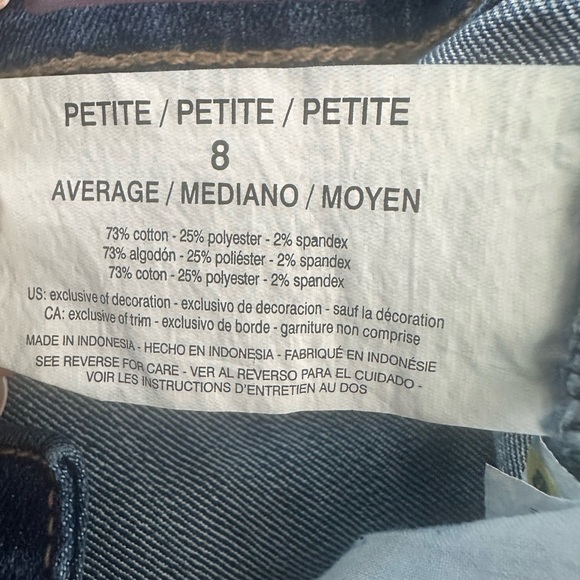 PETITE / PETITE / PETITE
8
AVERAGE / MEDIANO / MOYEN
73% cotton - 25% polyester - 2% spandex
73% algodón - 25% poliéster - 2% spandex
73% coton - 25% polyester - 2% spandex
US: exclusive of decoration - exclusivo de decoracion - sauf la décoration
CA: exclusive of trim - exclusivo de borde - garniture non comprise
MADE IN INDONESIA - HECHO EN INDONESIA - FABRIQUÉ EN INDONÉSIE
SEE REVERSE FOR CARE - VER AL REVERSO PARA EL CUIDADO -
VOIR LES INSTRUCTIONS D'ENTRETIEN AU DOS